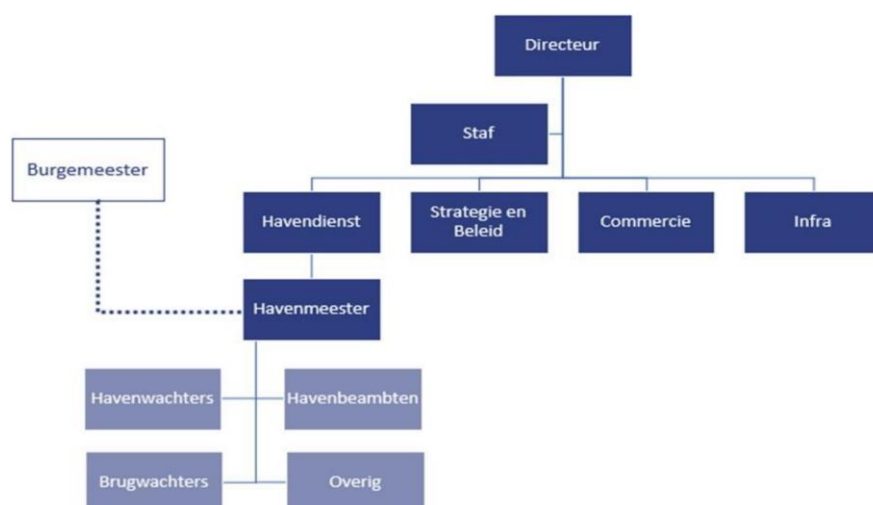 Directeur
Staf
Burgemeester
Havendienst
Strategie en
Beleid
Commercie
Infra
Havenmeester
Havenwachters
Havenbeambten
Brugwachters
Overig